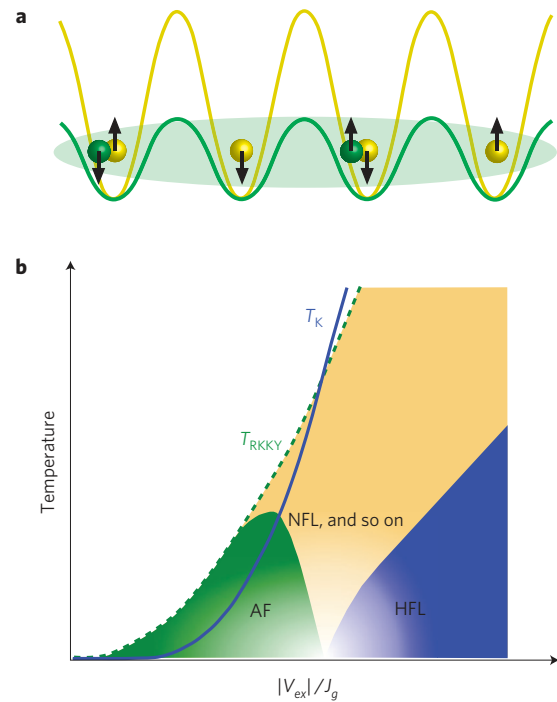 a
b
Temperature
T_K
T_RKKY
NFL, and so on
AF
HFL
|V_ex|/J_g